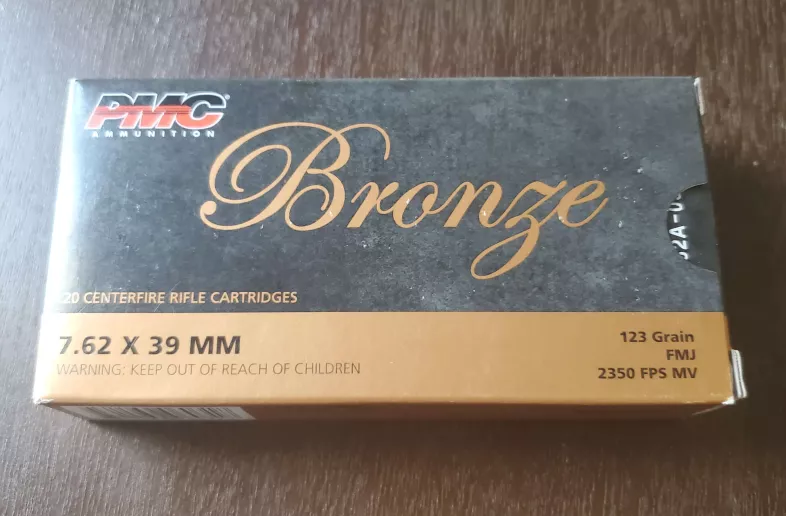 PMC®
AMMUNITION
Bronze
20 CENTERFIRE RIFLE CARTRIDGES
7.62 X 39 MM
WARNING: KEEP OUT OF REACH OF CHILDREN
123 Grain
FMJ
2350 FPS MV